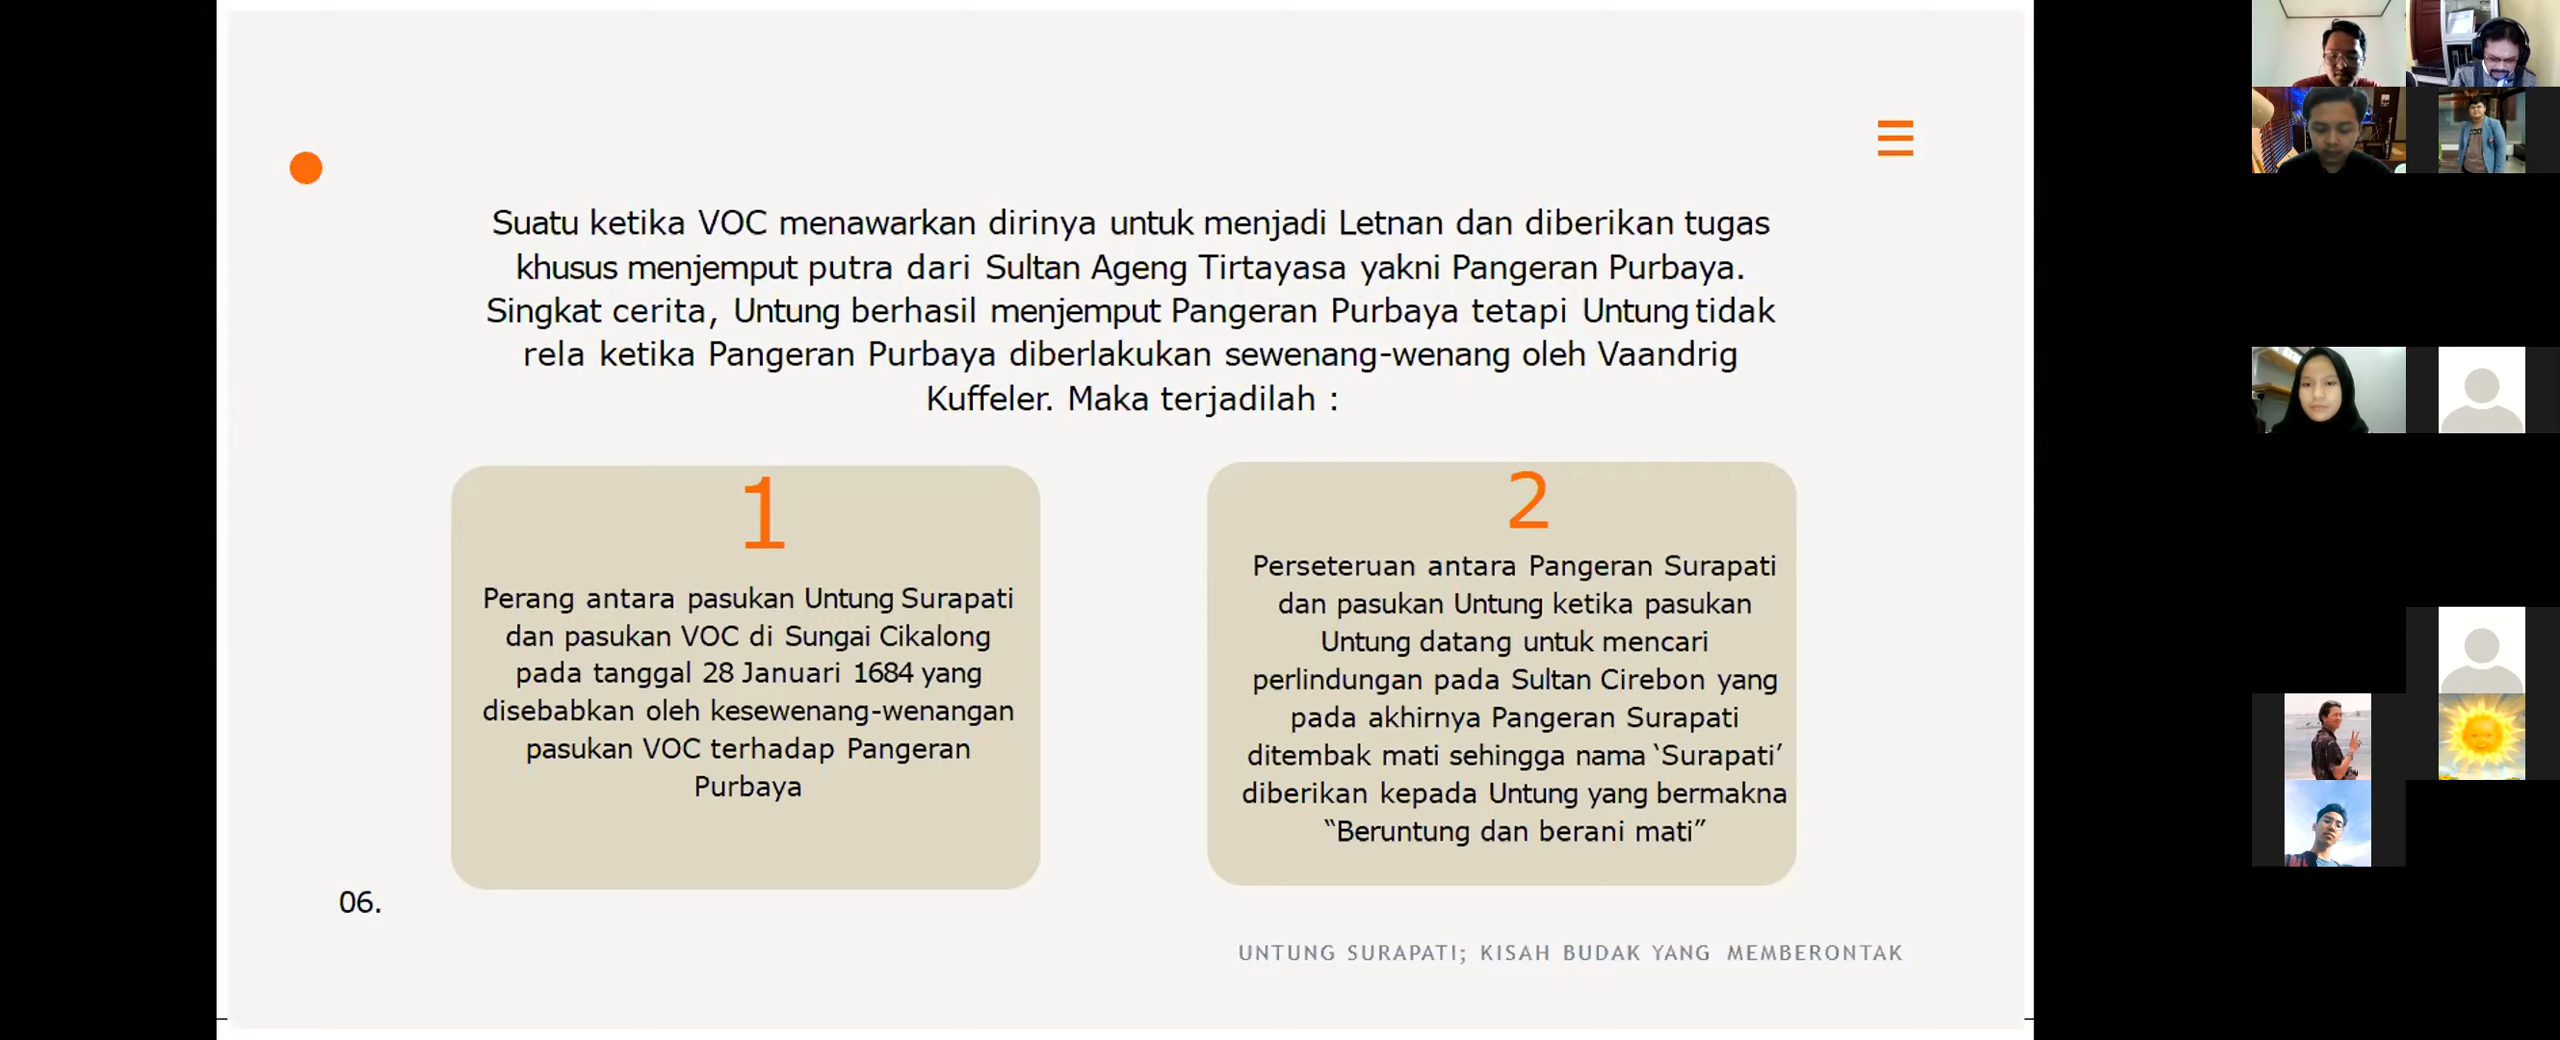 Suatu ketika VOC menawarkan dirinya untuk menjadi Letnan dan diberikan tugas
khusus menjemput putra dari Sultan Ageng Tirtayasa yakni Pangeran Purbaya.
Singkat cerita, Untung berhasil menjemput Pangeran Purbaya tetapi Untung tidak
rela ketika Pangeran Purbaya diberlakukan sewenang-wenang oleh Vaandrig
Kuffeler. Maka terjadilah :
1
Perang antara pasukan Untung Surapati
dan pasukan VOC di Sungai Cikalong
pada tanggal 28 Januari 1684 yang
disebabkan oleh kesewenang-wenangan
pasukan VOC terhadap Pangeran
Purbaya
2
Perseteruan antara Pangeran Surapati
dan pasukan Untung ketika pasukan
Untung datang untuk mencari
perlindungan pada Sultan Cirebon yang
pada akhirnya Pangeran Surapati
ditembak mati sehingga nama ‘Surapati’
diberikan kepada Untung yang bermakna
“Beruntung dan berani mati”
06.
UNTUNG SURAPATI; KISAH BUDAK YANG MEMBERONTAK